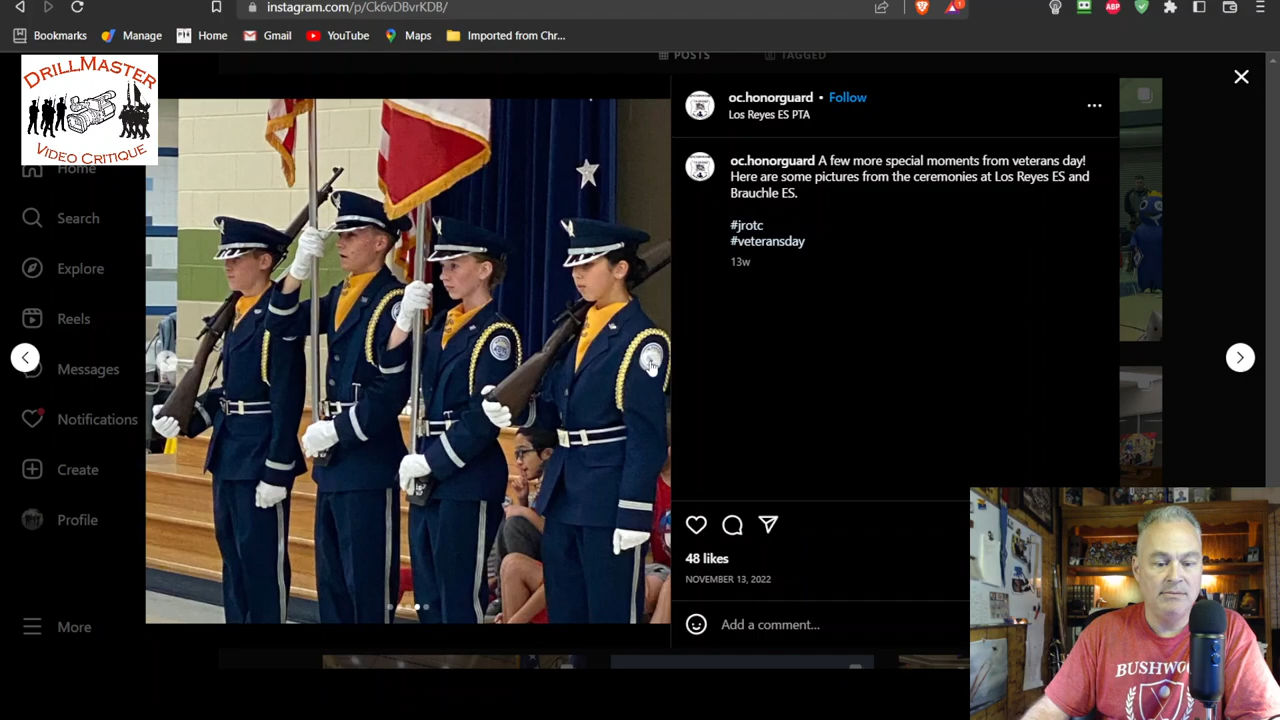 instagram.com/p/Ck6vDBvrKDB/
Bookmarks
Manage
Home
Gmail
YouTube
Maps
Imported from Chr...
POSTS
TAGGED
DRILLMASTER
VIDEO CRITIQUE
Home
Search
Explore
Reels
Messages
Notifications
Create
Profile
More
oc.honorguard • Follow
Los Reyes ES PTA
oc.honorguard A few more special moments from veterans day!
Here are some pictures from the ceremonies at Los Reyes ES and
Brauchle ES.
#jrotc
#veteransday
13w
48 likes
NOVEMBER 13, 2022
Add a comment...
BUSHWO